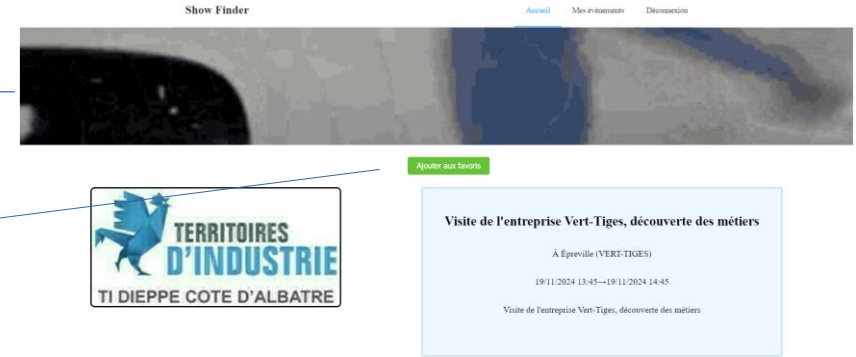 Show Finder
Accueil Mes évènements Déconnexion
Ajouter aux favoris
TERRITOIRES
D'INDUSTRIE
TI DIEPPE COTE D'ALBATRE
Visite de l'entreprise Vert-Tiges, découverte des métiers
À Épreville (VERT-TIGES)
19/11/2024 13:45→19/11/2024 14:45
Visite de l'entreprise Vert-Tiges, découverte des métiers